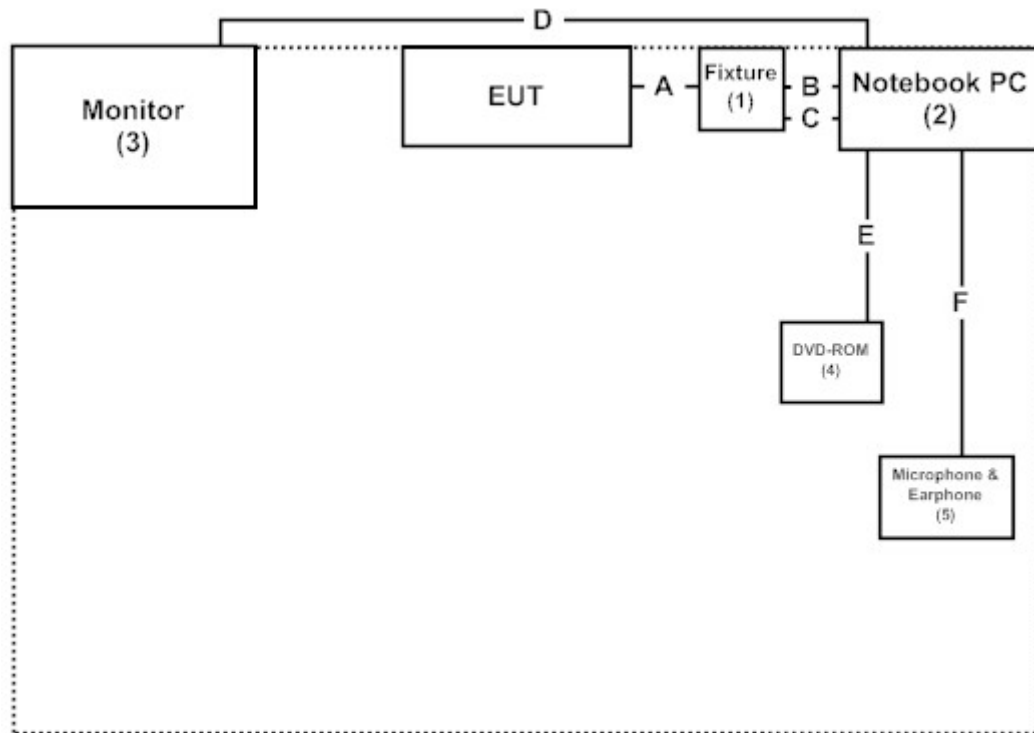 D
Monitor
(3)
EUT
A
Fixture
(1)
B
C
Notebook PC
(2)
E
F
DVD-ROM
(4)
Microphone &
Earphone
(5)